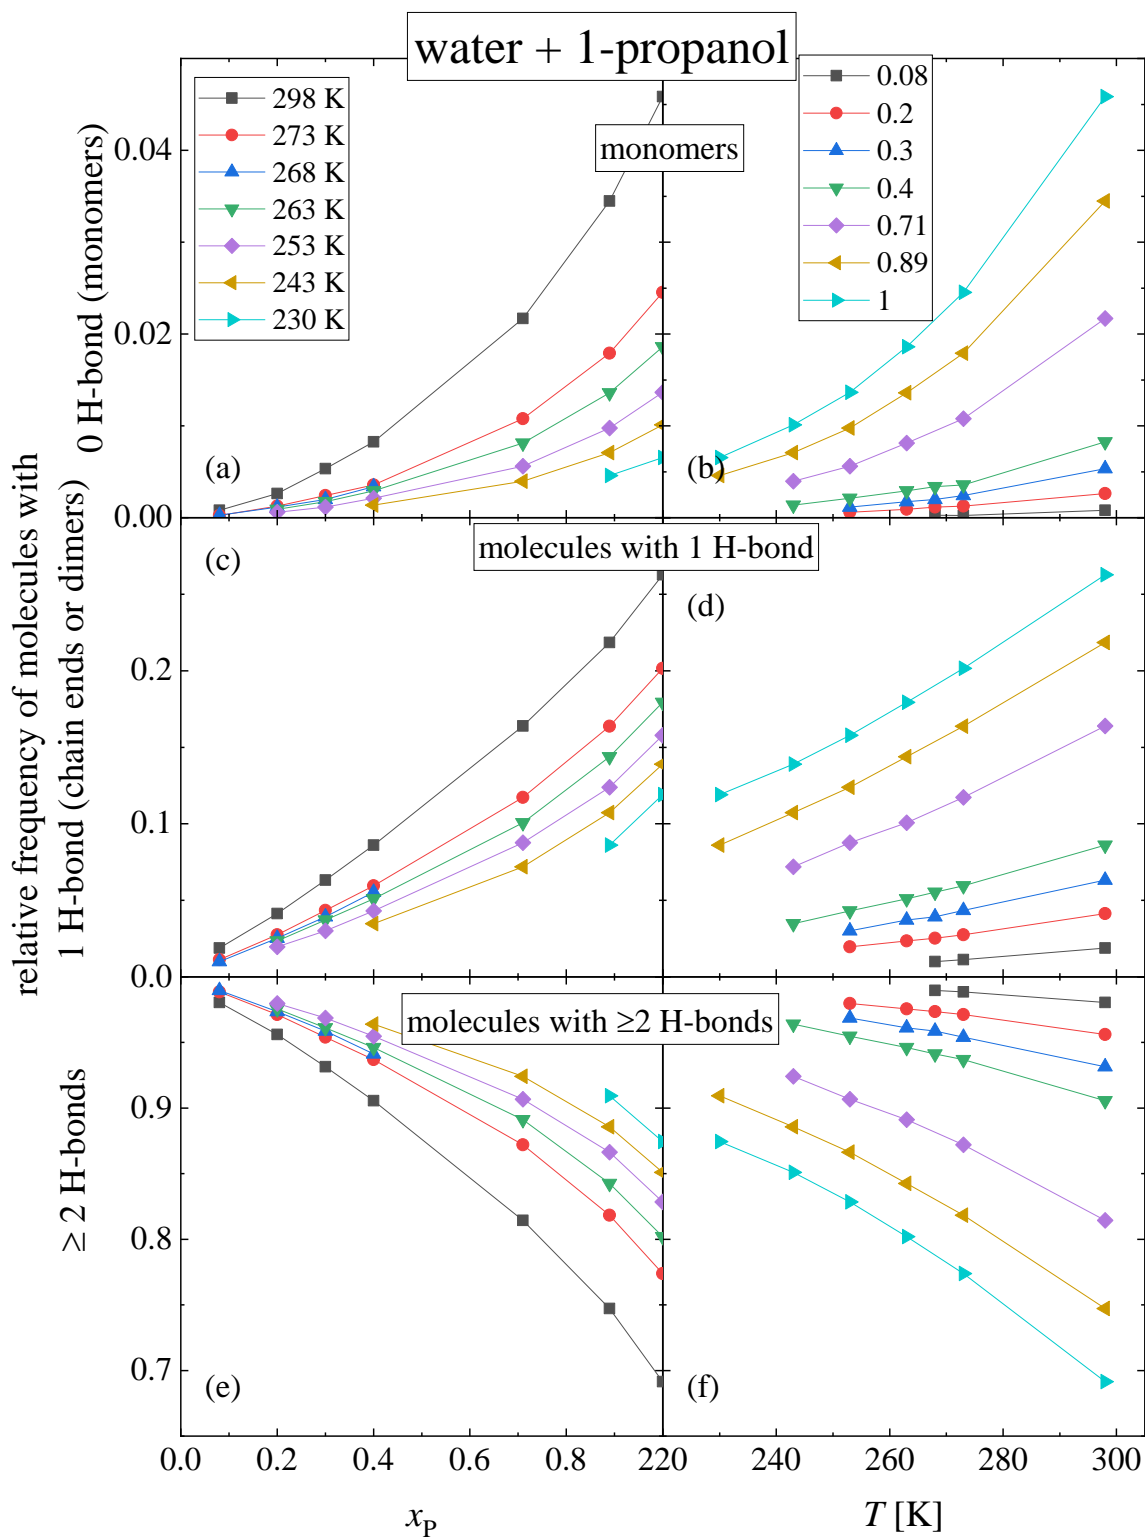 water + 1-propanol
298 K
273 K
268 K
263 K
253 K
243 K
230 K
0.08
0.2
0.3
0.4
0.71
0.89
1
monomers
0.04
0.02
0.00
(a)
(b)
molecules with 1 H-bond
(c)
(d)
0.2
0.1
0.0
molecules with ≥2 H-bonds
0.9
0.8
0.7
(e)
(f)
relative frequency of molecules with
0 H-bond (monomers)
1 H-bond (chain ends or dimers)
≥ 2 H-bonds
0.0 0.2 0.4 0.6 0.8 220 240 260 280 300
xP
T [K]